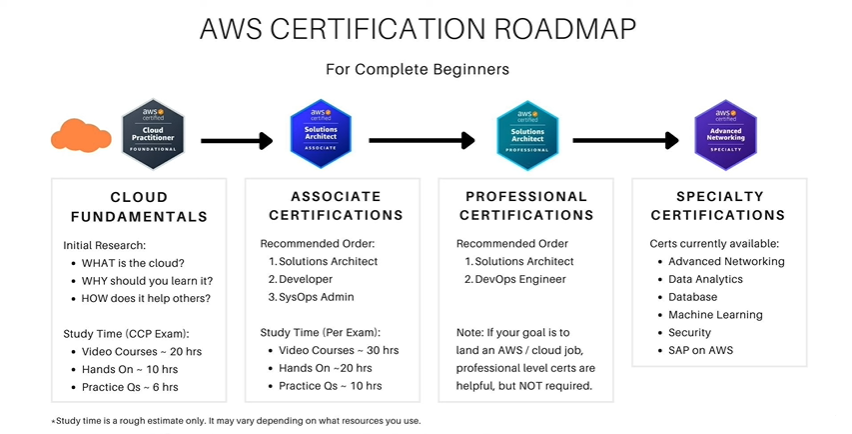 AWS CERTIFICATION ROADMAP
For Complete Beginners
aws
certified
Cloud
Practitioner
FOUNDATIONAL
aws
certified
Solutions
Architect
ASSOCIATE
aws
certified
Solutions
Architect
PROFESSIONAL
aws
certified
Advanced
Networking
SPECIALTY
CLOUD
FUNDAMENTALS
Initial Research:
• WHAT is the cloud?
• WHY should you learn it?
• HOW does it help others?
Study Time (CCP Exam):
• Video Courses ~ 20 hrs
• Hands On ~ 10 hrs
• Practice Qs ~ 6 hrs
ASSOCIATE
CERTIFICATIONS
Recommended Order:
1. Solutions Architect
2. Developer
3. SysOps Admin
Study Time (Per Exam):
• Video Courses ~ 30 hrs
• Hands On ~20 hrs
• Practice Qs ~ 10 hrs
PROFESSIONAL
CERTIFICATIONS
Recommended Order
1. Solutions Architect
2. DevOps Engineer
Note: If your goal is to
land an AWS / cloud job,
professional level certs are
helpful, but NOT required.
SPECIALTY
CERTIFICATIONS
Certs currently available:
• Advanced Networking
• Data Analytics
• Database
• Machine Learning
• Security
• SAP on AWS
*Study time is a rough estimate only. It may vary depending on what resources you use.